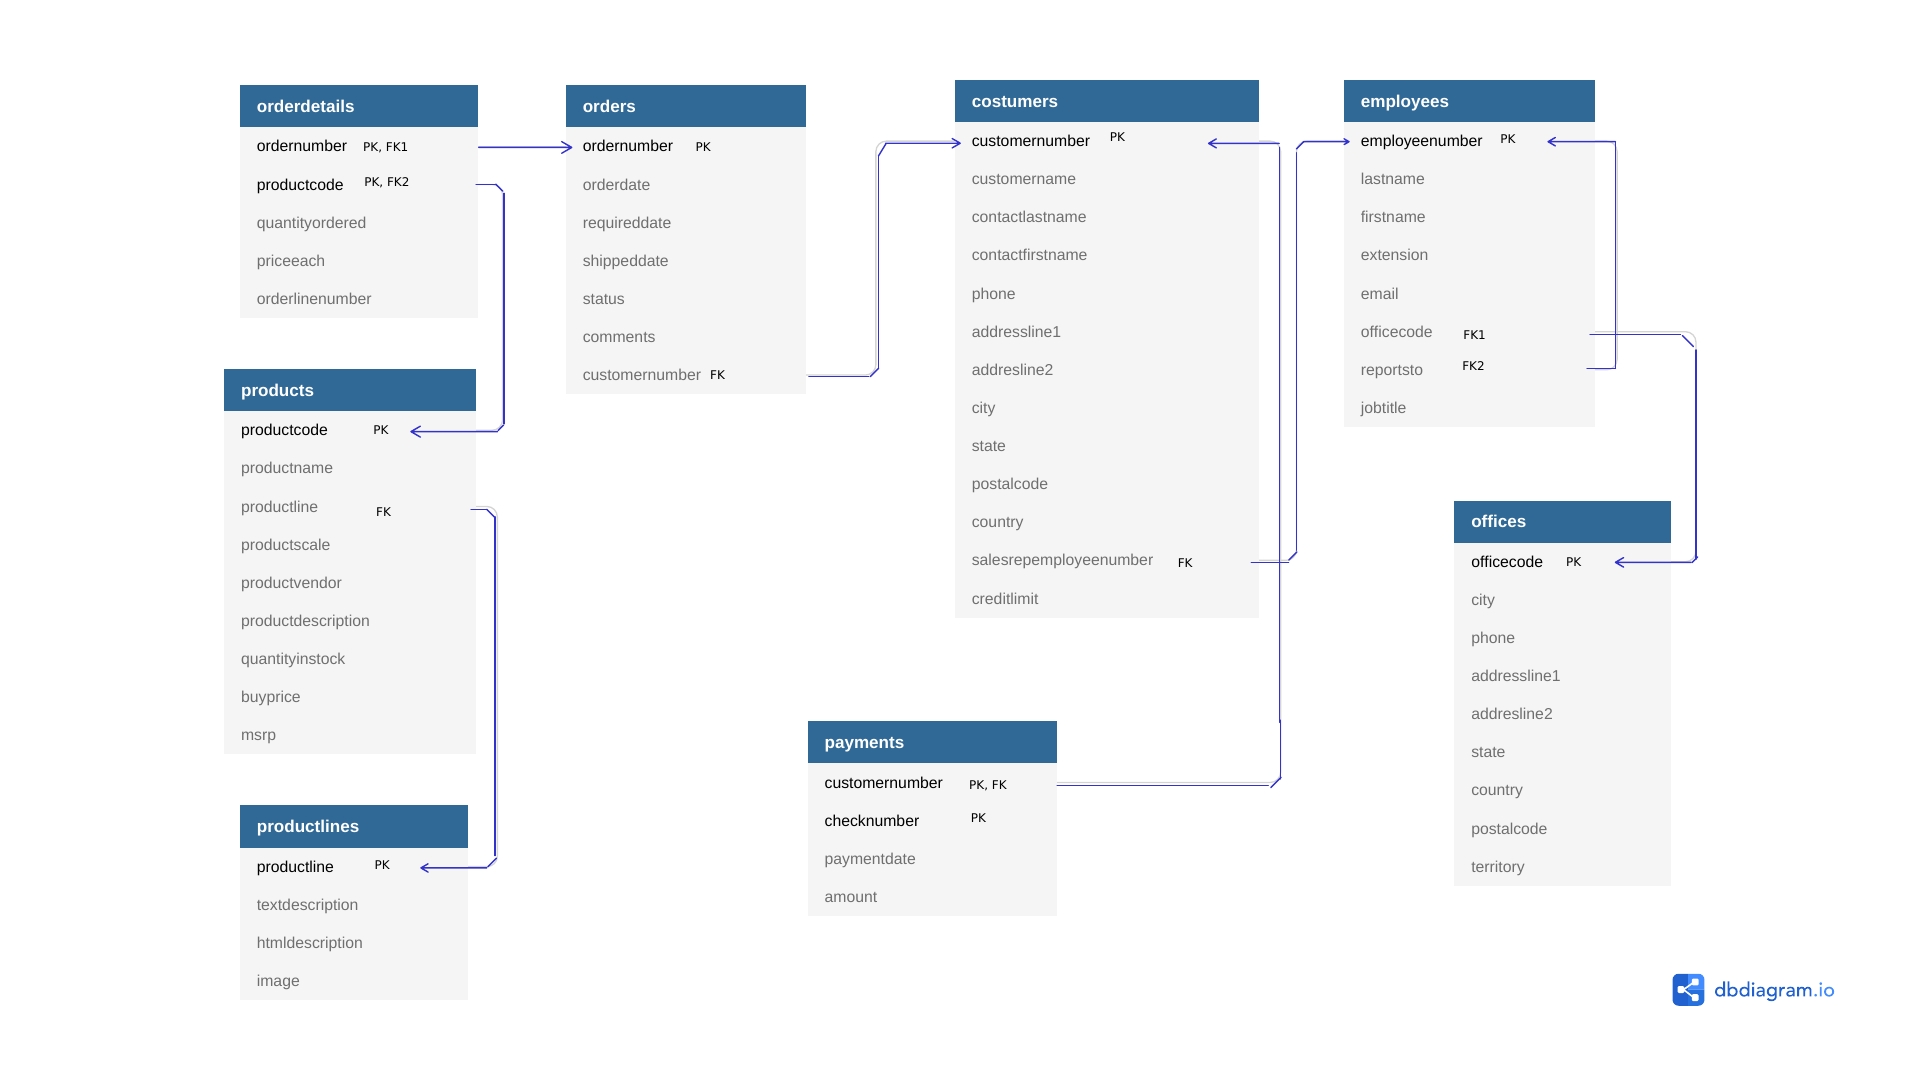 orderdetails
ordernumber PK, FK1
productcode PK, FK2
quantityordered
priceeach
orderlinenumber
orders
ordernumber PK
orderdate
requireddate
shippeddate
status
comments
customernumber FK
costumers
customernumber PK
customername
contactlastname
contactfirstname
phone
addressline1
addresline2
city
state
postalcode
country
salesrepemployeenumber FK
creditlimit
employees
employeenumber PK
lastname
firstname
extension
email
officecode FK1
reportsto FK2
jobtitle
products
productcode PK
productname
productline FK
productscale
productvendor
productdescription
quantityinstock
buyprice
msrp
offices
officecode PK
city
phone
addressline1
addresline2
state
country
postalcode
territory
payments
customernumber PK, FK
checknumber PK
paymentdate
amount
productlines
productline PK
textdescription
htmldescription
image
dbdiagram.io